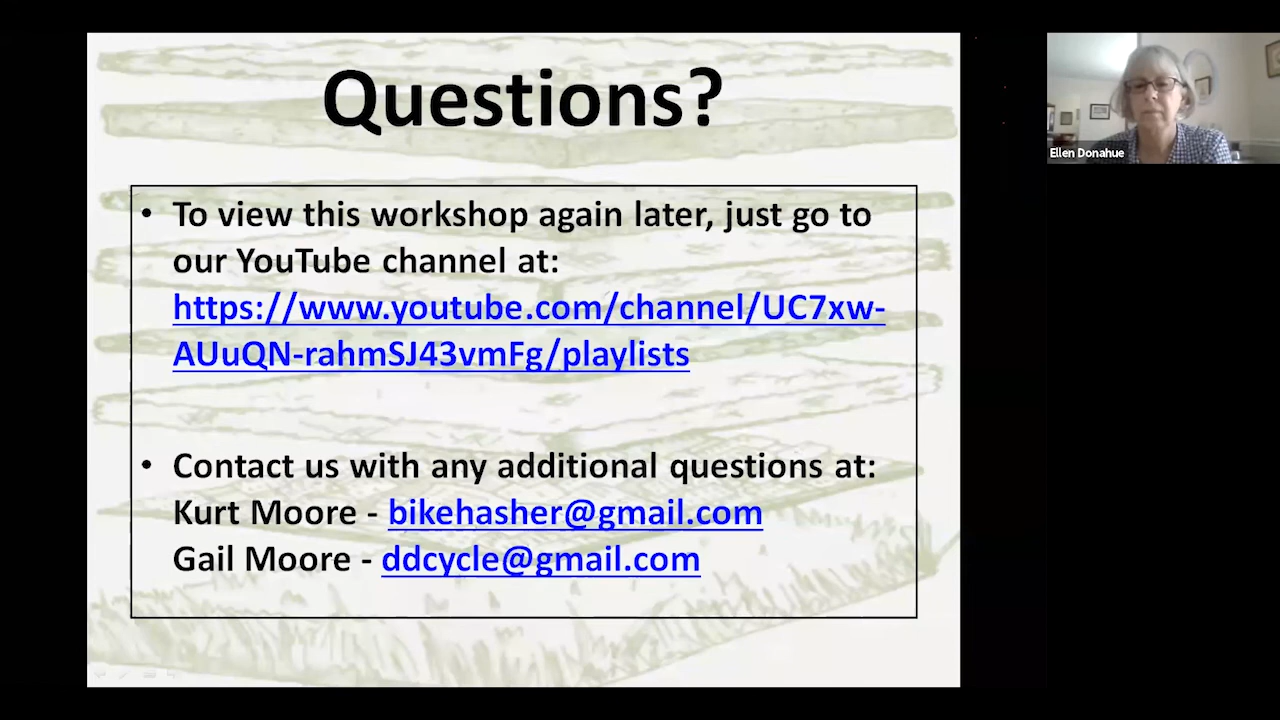 Questions?
• To view this workshop again later, just go to
our YouTube channel at:
https://www.youtube.com/channel/UC7xw-
AUuQN-rahmSJ43vmFg/playlists
• Contact us with any additional questions at:
Kurt Moore - bikehasher@gmail.com
Gail Moore - ddcycle@gmail.com
Ellen Donahue